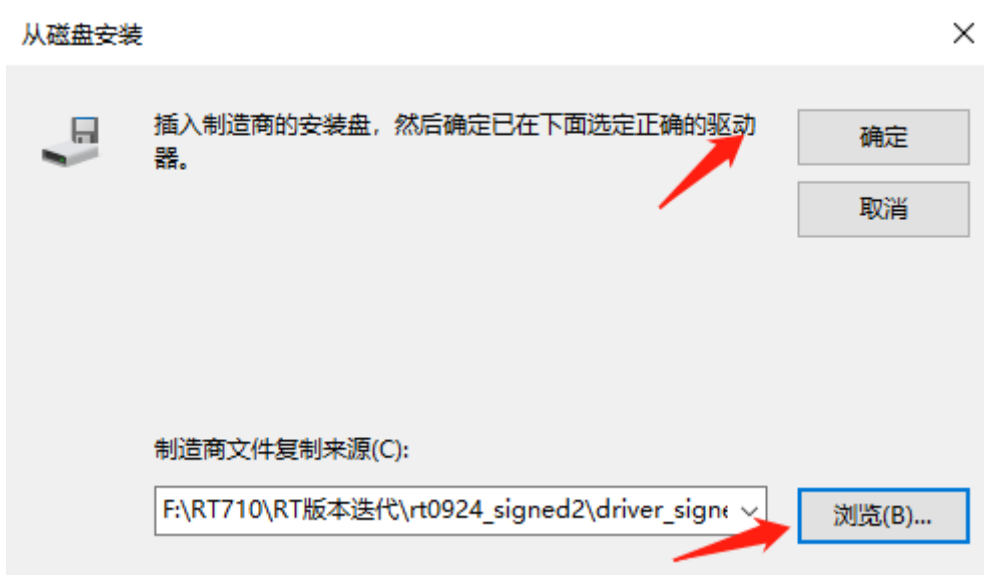 从磁盘安装
插入制造商的安装盘，然后确定已在下面选定正确的驱动
器。
确定
取消
制造商文件复制来源(C):
F:\RT710\RT版本迭代\rt0924_signed2\driver_signe
浏览(B)...